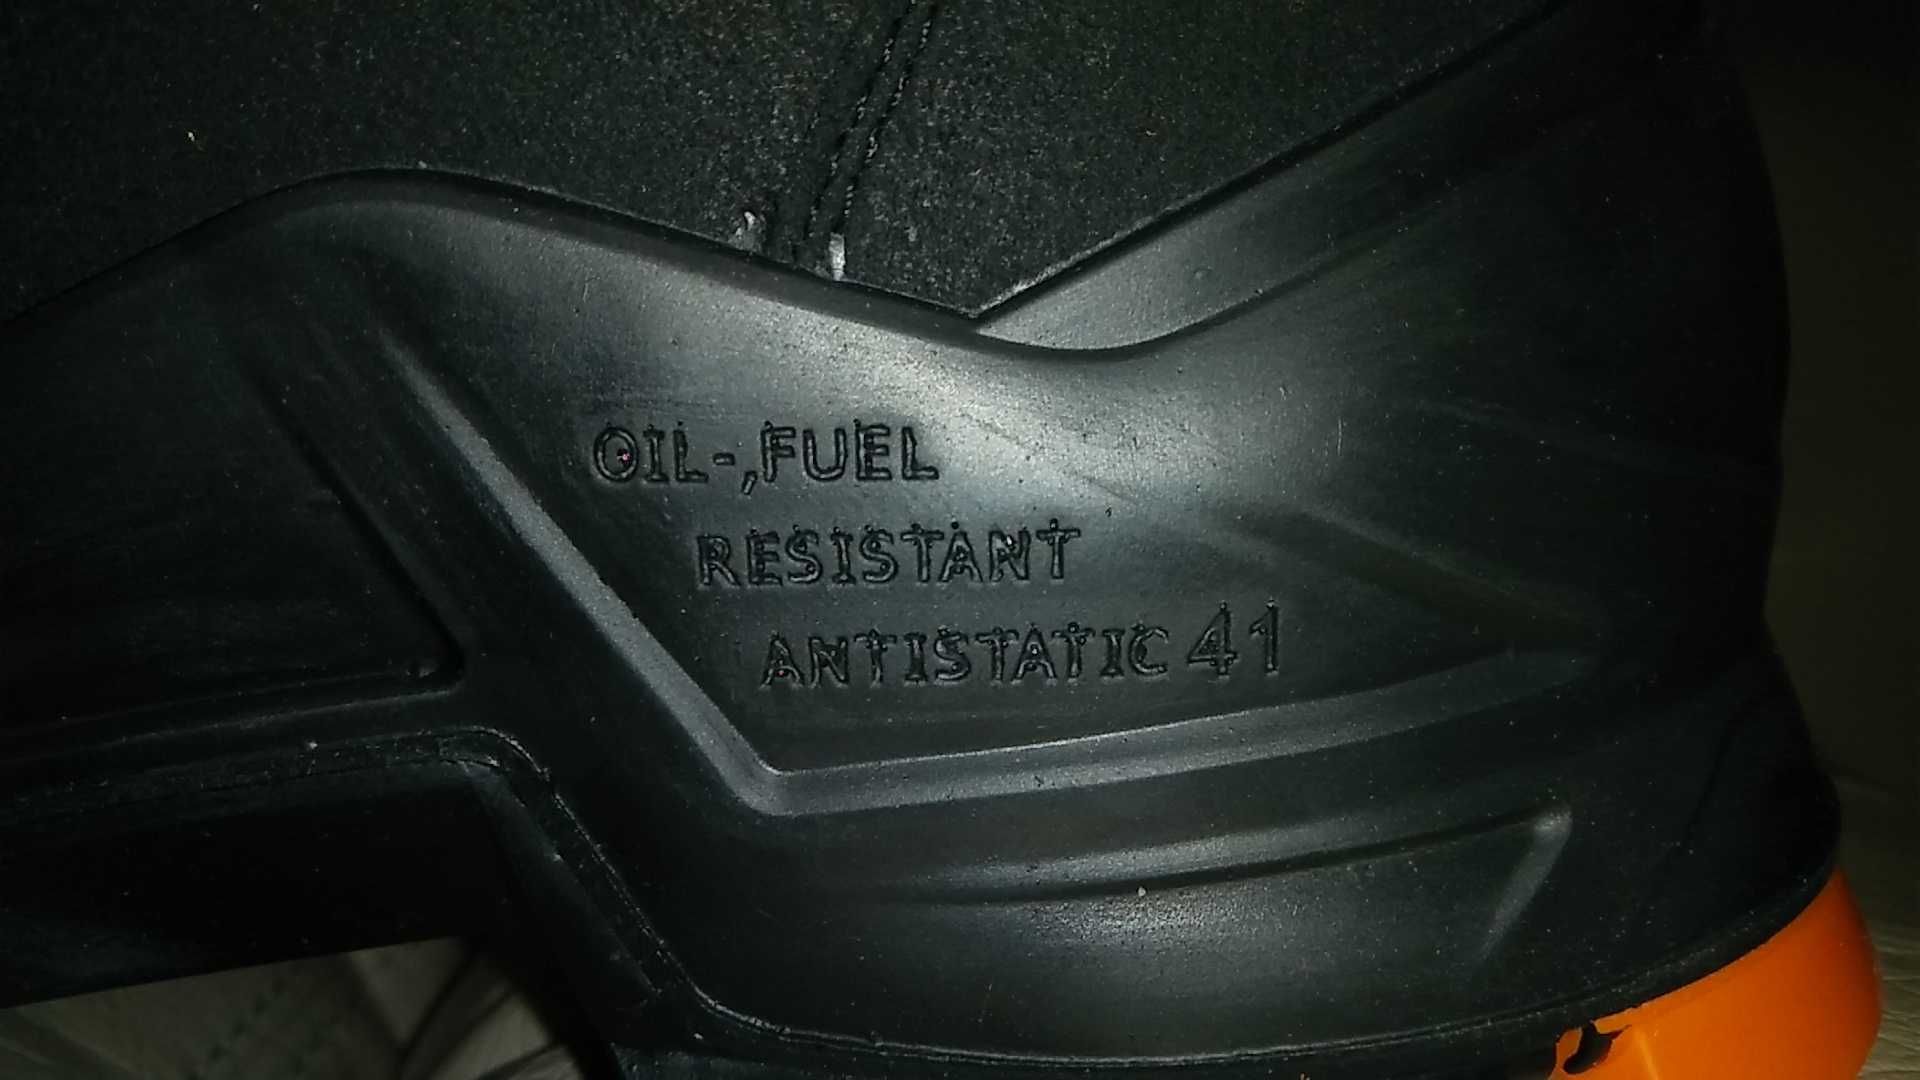 OIL-,FUEL
RESISTANT
ANTISTATIC 41